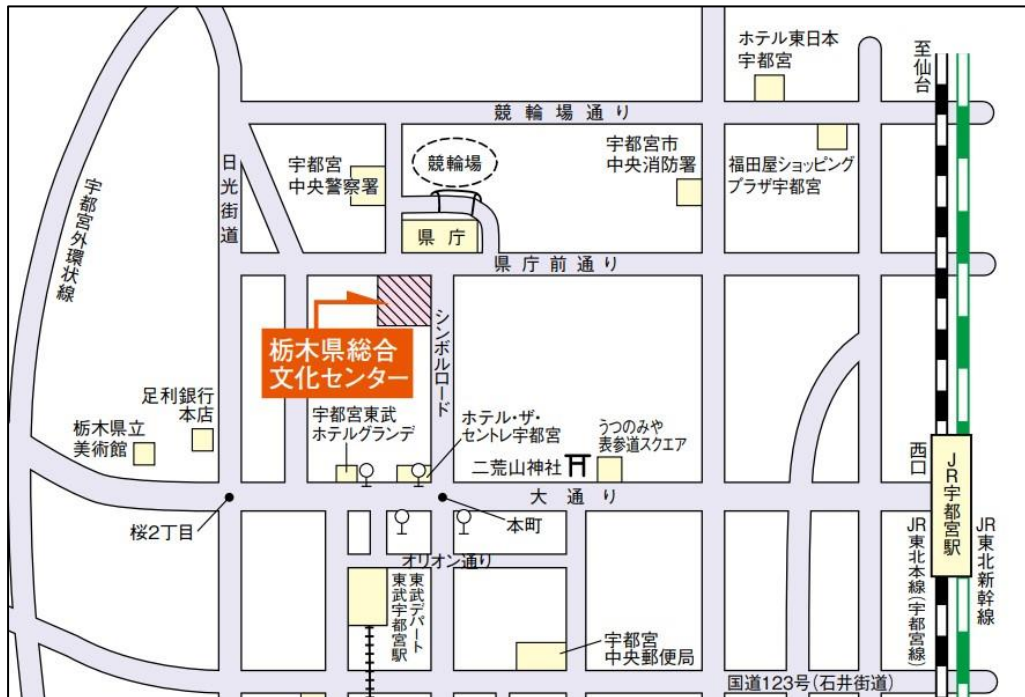 ホテル東日本
宇都宮
至仙台
競輪場通り
宇都宮
中央警察署
競輪場
宇都宮市
中央消防署
福田屋ショッピング
プラザ宇都宮
日光街道
宇都宮外環状線
県庁
県庁前通り
シンボルロード
栃木県総合
文化センター
足利銀行
本店
栃木県立
美術館
宇都宮東武
ホテルグランデ
ホテル・ザ・
セントレ宇都宮
うつのみや
表参道スクエア
二荒山神社
西口
JR宇都宮駅
大通り
桜2丁目
本町
JR東北本線(宇都宮線)
JR東北新幹線
オリオン通り
東武デパート
東武宇都宮駅
宇都宮
中央郵便局
国道123号(石井街道)